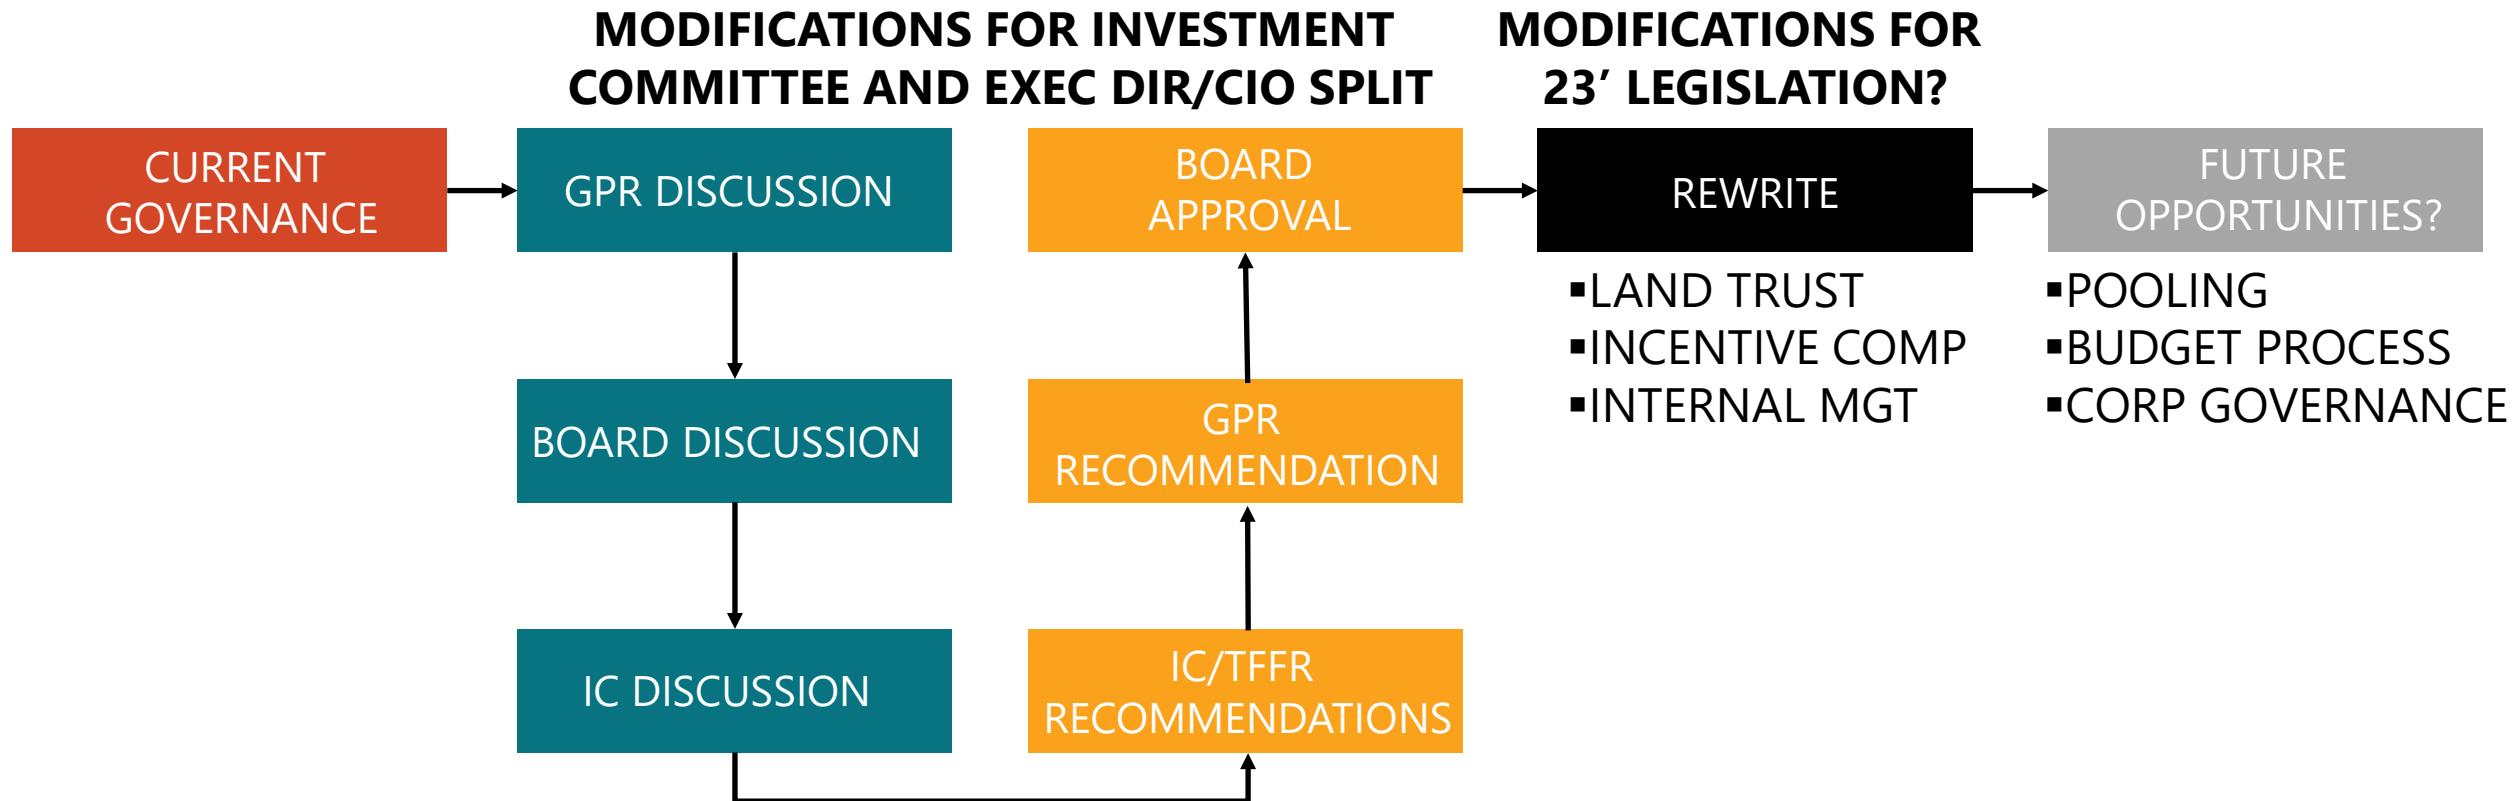 MODIFICATIONS FOR INVESTMENT
COMMITTEE AND EXEC DIR/CIO SPLIT
MODIFICATIONS FOR
23’ LEGISLATION?
CURRENT
GOVERNANCE
GPR DISCUSSION
BOARD DISCUSSION
IC DISCUSSION
BOARD
APPROVAL
GPR
RECOMMENDATION
IC/TFFR
RECOMMENDATIONS
REWRITE
▪LAND TRUST
▪INCENTIVE COMP
▪INTERNAL MGT
FUTURE
OPPORTUNITIES?
▪POOLING
▪BUDGET PROCESS
▪CORP GOVERNANCE